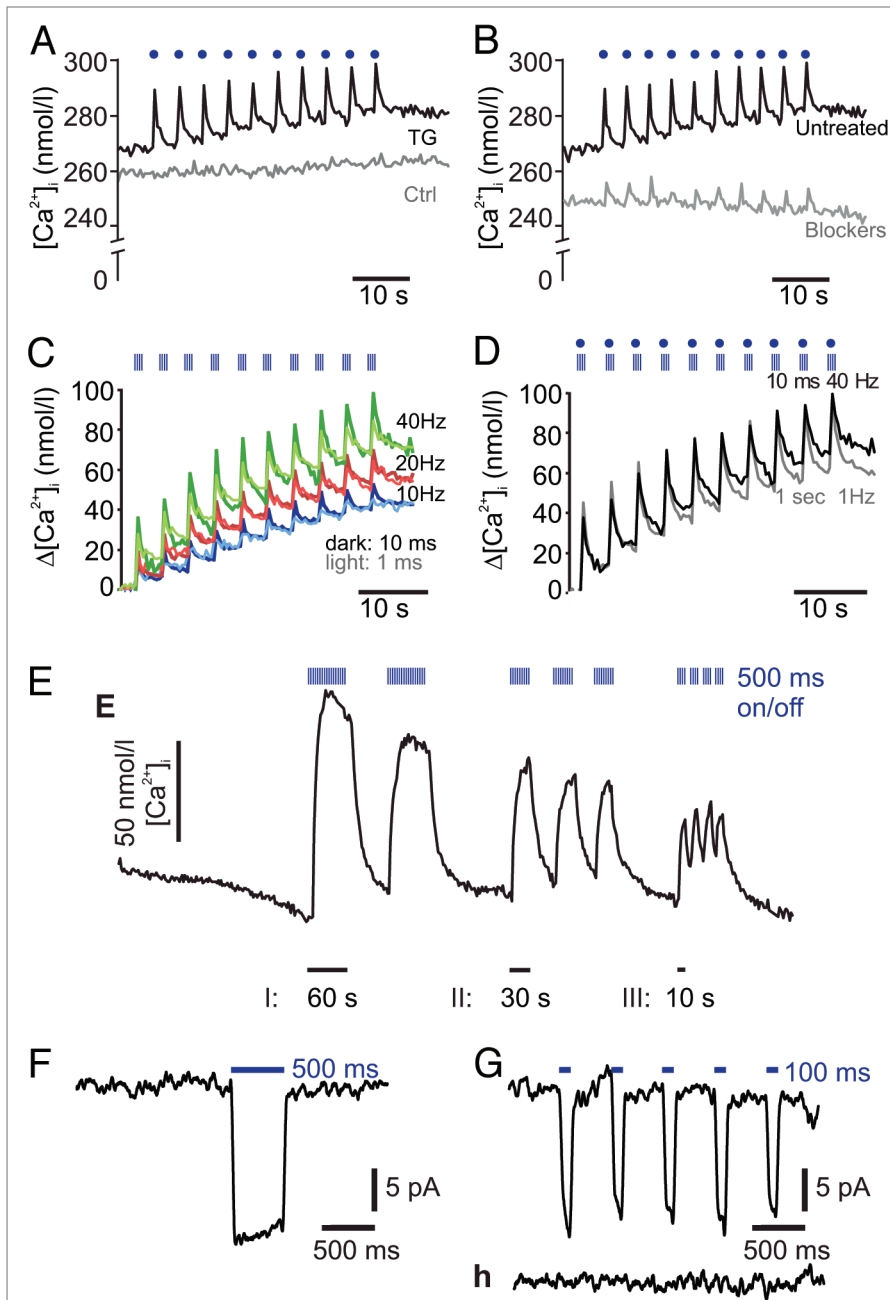 A
[Ca2+]i (nmol/l)
300
280
260
240
0
TG
Ctrl
10 s
B
[Ca2+]i (nmol/l)
300
280
260
240
0
Untreated
Blockers
10 s
C
Δ[Ca2+]i (nmol/l)
100
80
60
40
20
0
40Hz
20Hz
10Hz
dark: 10 ms
light: 1 ms
10 s
D
Δ[Ca2+]i (nmol/l)
100
80
60
40
20
0
10 ms 40 Hz
1 sec 1Hz
10 s
E
E
500 ms
on/off
50 nmol/l
[Ca2+]i
I: 60 s
II: 30 s
III: 10 s
F
500 ms
5 pA
500 ms
G
100 ms
5 pA
500 ms
h